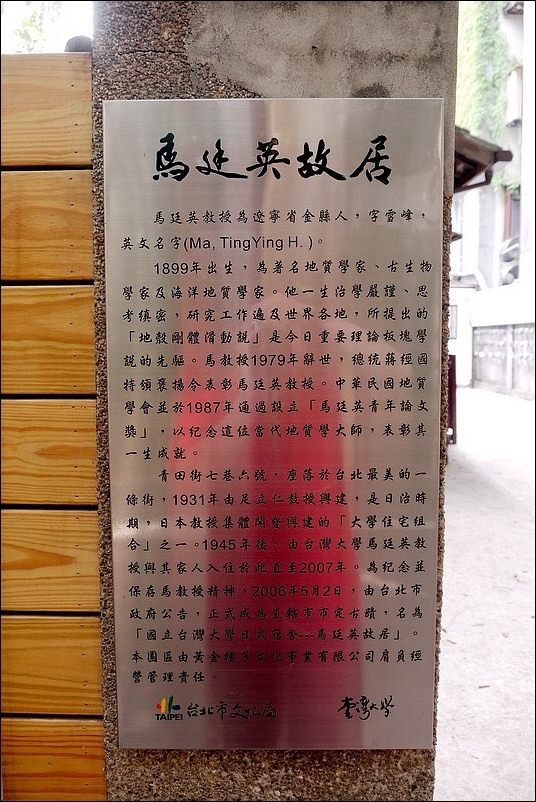 馬廷英故居
馬廷英教授為遼寧省金縣人，字雪峰，
英文名字(Ma, TingYing H. )。
1899年出生，為著名地質學家、古生物
學家及海洋地質學家。他一生治學嚴謹、思
考縝密，研究工作遍及世界各地，所提出的
「地殼剛體滑動說」是今日重要理論板塊學
說的先驅。馬教授1979年辭世，總統蔣經國
特頒褒揚令表彰馬廷英教授。中華民國地質
學會並於1987年通過設立「馬廷英青年論文
獎」，以紀念這位當代地質學大師，表彰其
一生成就。
青田街七巷六號，座落於台北最美的一
條街，1931年由足立仁教授興建，是日治時
期，日本教授集體開發興建的「大學住宅組
合」之一。1945年後，由台灣大學馬廷英教
授與其家人入住於此直至2007年。為紀念並
保存馬教授精神，2006年5月2日，由台北市
政府公告，正式成為直轄市市定古蹟，名為
「國立台灣大學日式宿舍---馬廷英故居」。
本園區由黃金種子文化事業有限公司肩負經
營管理責任。
TAIPEI 台北市文化局
臺灣大學